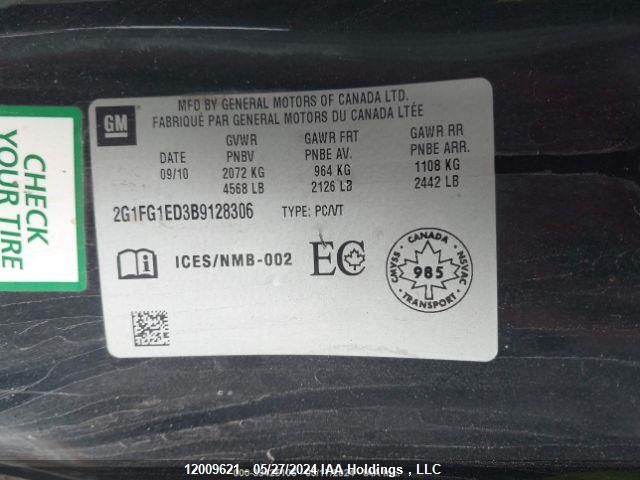 CHECK
YOUR TIRE
GM
MFD BY GENERAL MOTORS OF CANADA LTD.
FABRIQUÉ PAR GENERAL MOTORS DU CANADA LTÉE
GVWR GAWR FRT GAWR RR
DATE PNBV PNBE AV. PNBE ARR.
09/10 2072 KG 964 KG 1108 KG
4568 LB 2126 LB 2442 LB
2G1FG1ED3B9128306 TYPE: PC/VT
ICES/NMB-002 EC
CANADA
CMVSS 985 NSVAC
TRANSPORT
12009621 - 05/27/2024 IAA Holdings , LLC